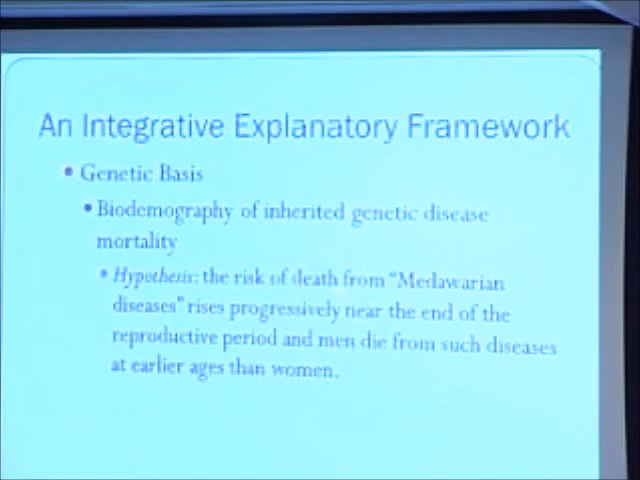 An Integrative Explanatory Framework
• Genetic Basis
• Biodemography of inherited genetic disease
mortality
• Hypothesis: the risk of death from “Medawarian
diseases” rises progressively near the end of the
reproductive period and men die from such diseases
at earlier ages than women.